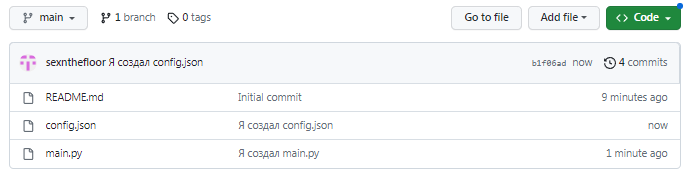 main 1 branch 0 tags Go to file Add file Code
sexnthefloor Я создал config.json b1f06ad now 4 commits
README.md Initial commit 9 minutes ago
config.json Я создал config.json now
main.py Я создал main.py 1 minute ago